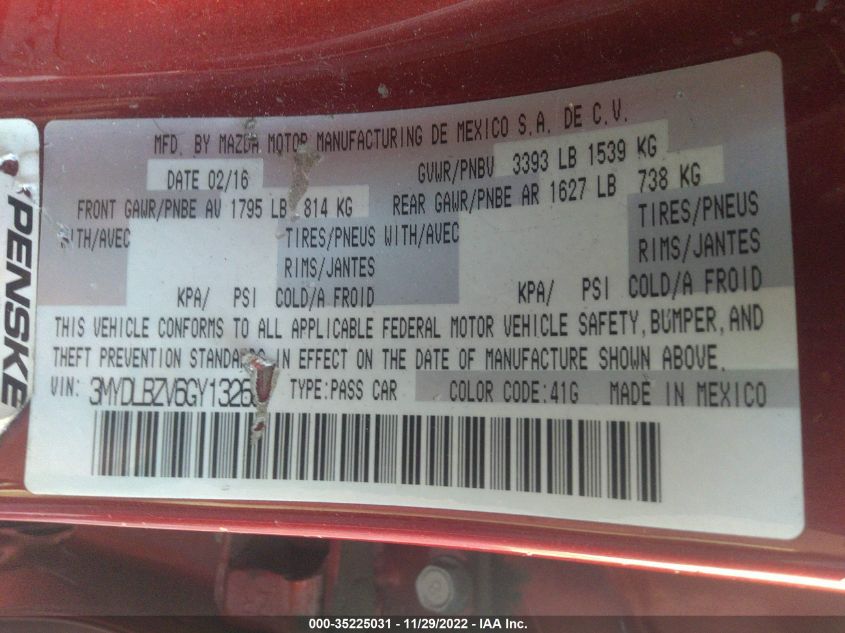 MFD. BY MAZDA MOTOR MANUFACTURING DE MEXICO S.A. DE C.V.
DATE 02/16 GVWR/PNBV 3393 LB 1539 KG
FRONT GAWR/PNBE AV 1795 LB 814 KG REAR GAWR/PNBE AR 1627 LB 738 KG
WITH/AVEC TIRES/PNEUS WITH/AVEC TIRES/PNEUS
RIMS/JANTES RIMS/JANTES
KPA/ PSI COLD/A FROID KPA/ PSI COLD/A FROID
THIS VEHICLE CONFORMS TO ALL APPLICABLE FEDERAL MOTOR VEHICLE SAFETY, BUMPER, AND
THEFT PREVENTION STANDARDS IN EFFECT ON THE DATE OF MANUFACTURE SHOWN ABOVE.
VIN: TYPE:PASS CAR COLOR CODE:41G MADE IN MEXICO
PENSKE
000-35225031 - 11/29/2022 - IAA Inc.